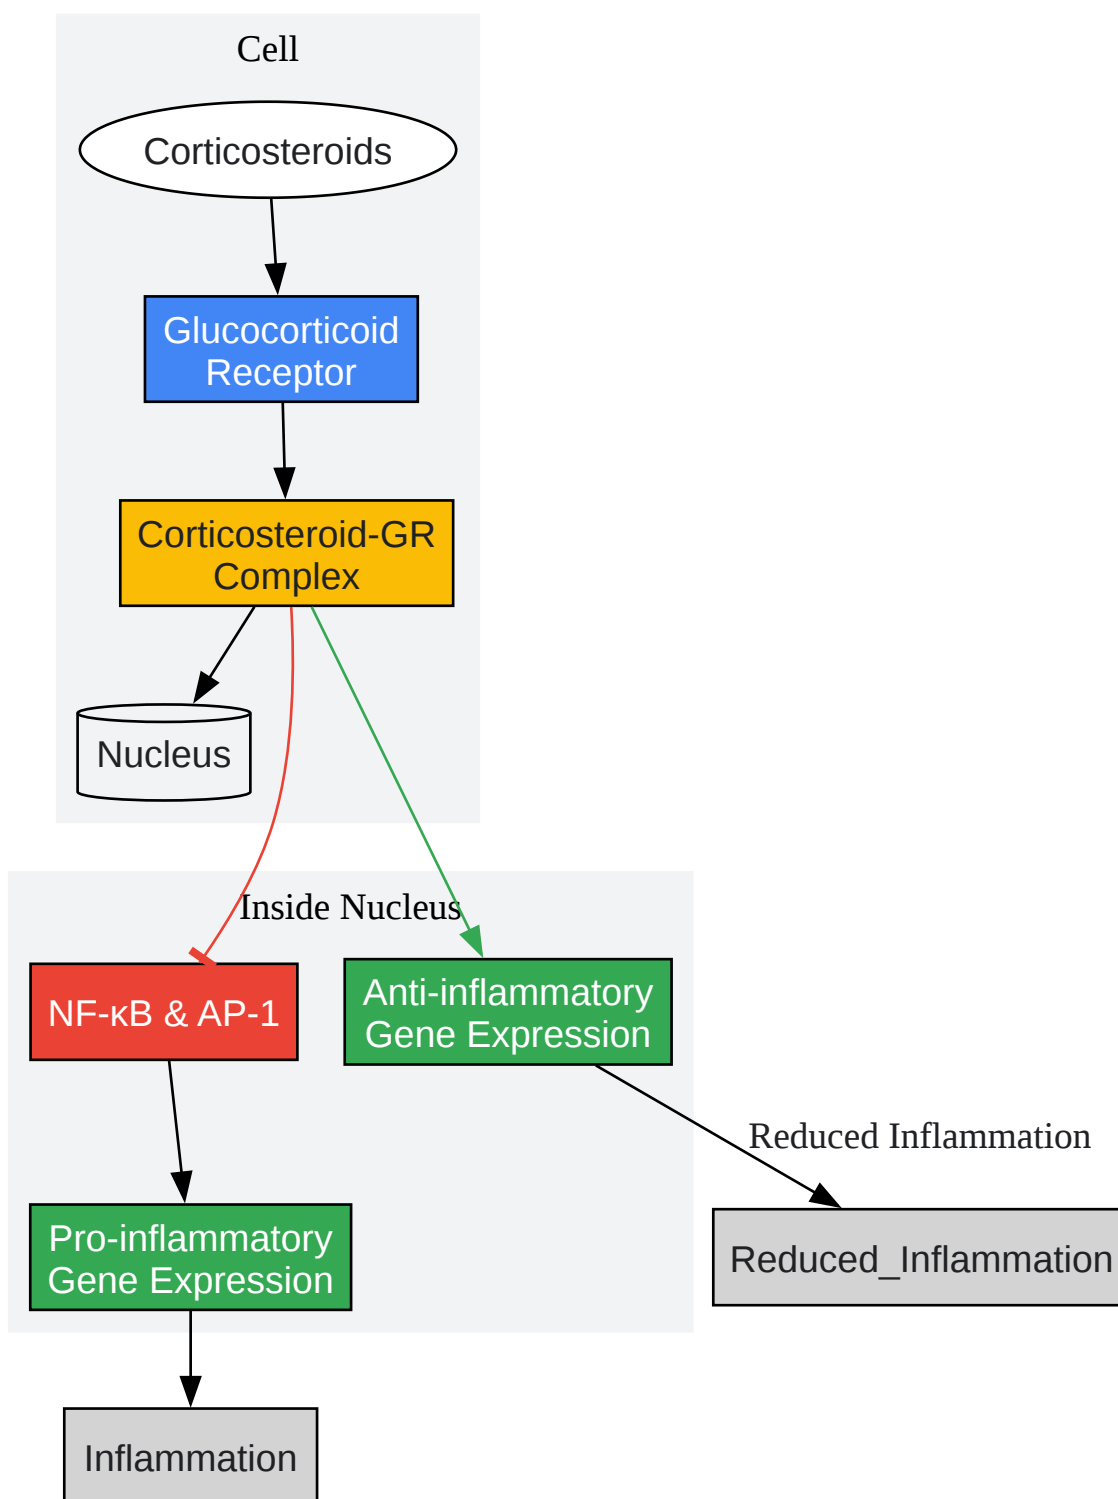 Cell
Corticosteroids
Glucocorticoid
Receptor
Corticosteroid-GR
Complex
Nucleus
Inside Nucleus
NF-κB & AP-1
Anti-inflammatory
Gene Expression
Reduced Inflammation
Pro-inflammatory
Gene Expression
Reduced_Inflammation
Inflammation